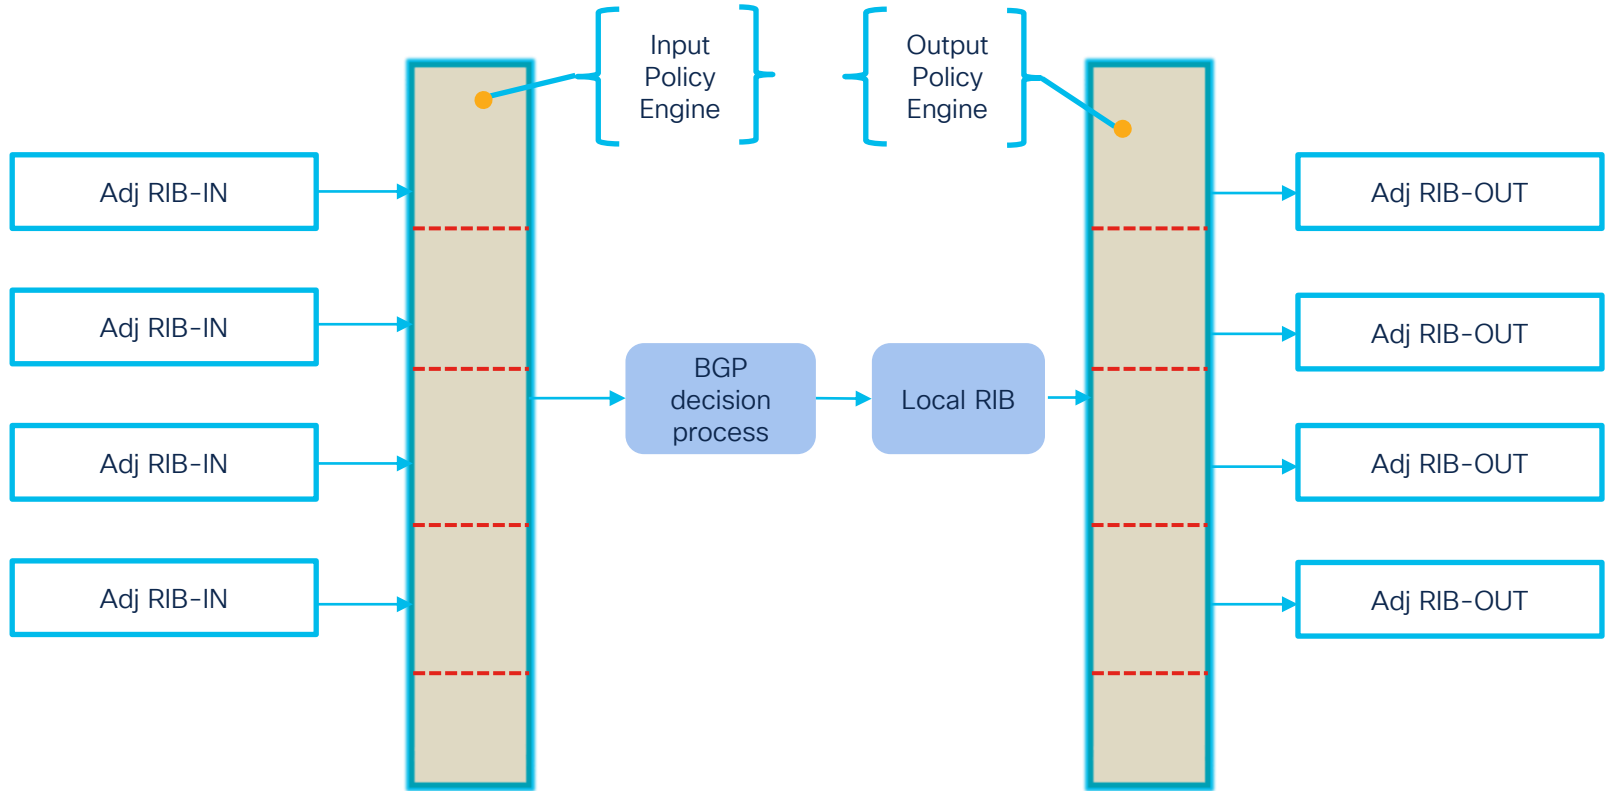 Input
Policy
Engine
Output
Policy
Engine
Adj RIB-IN
Adj RIB-OUT
Adj RIB-IN
Adj RIB-OUT
BGP
decision
process
Local RIB
Adj RIB-IN
Adj RIB-OUT
Adj RIB-IN
Adj RIB-OUT